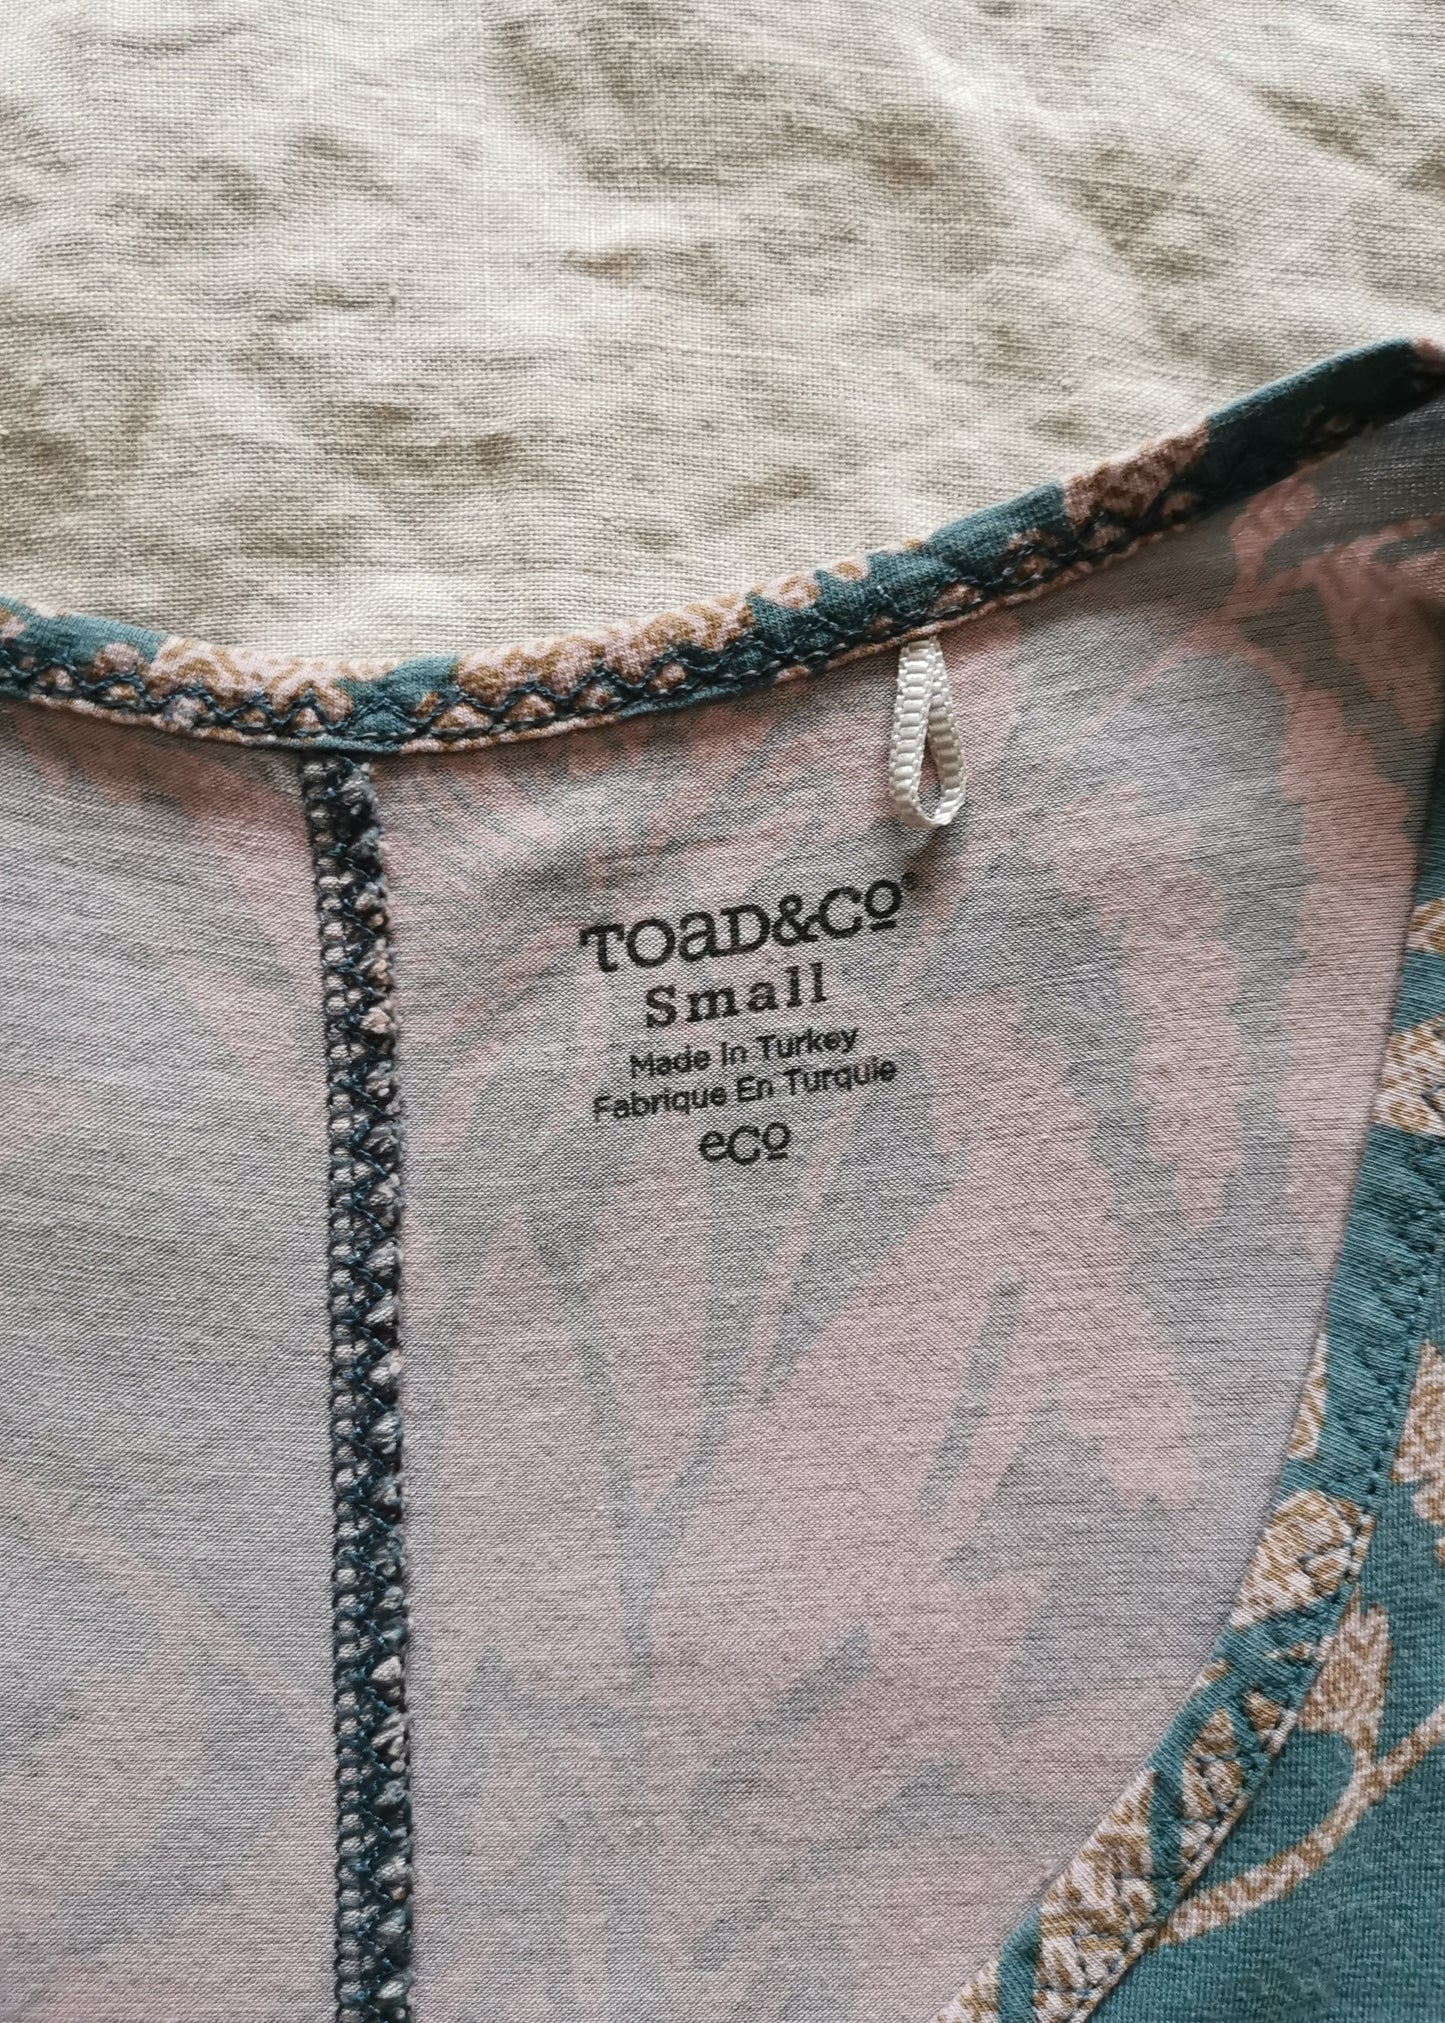 TOAD&CO®
Small
Made In Turkey
Fabrique En Turquie
eCo